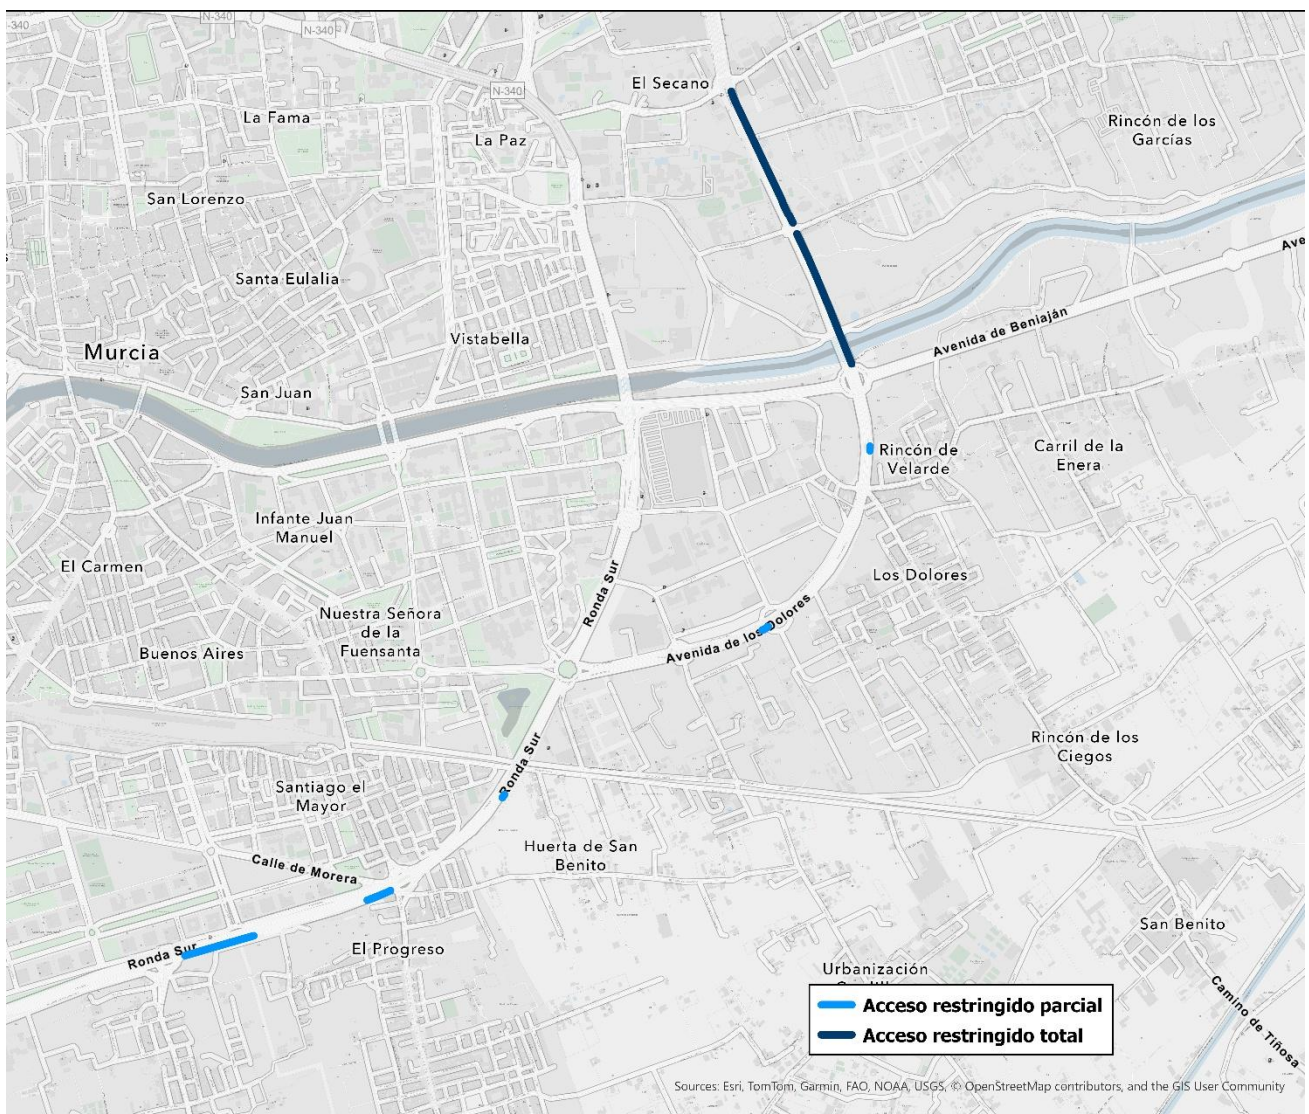 -340
N-340
N-340
N-340
El Secano
La Fama
La Paz
Rincón de los
Garcías
San Lorenzo
Santa Eulalia
Ave
Avenida de Beniaján
Vistabella
Murcia
San Juan
Rincón de
Velarde
Carril de la
Enera
Infante Juan
Manuel
El Carmen
Los Dolores
Ronda Sur
Nuestra Señora
de la
Fuensanta
Buenos Aires
Avenida de los Dolores
Rincón de los
Ciegos
Ronda Sur
Santiago el
Mayor
Huerta de San
Benito
Calle de Morera
San Benito
El Progreso
Ronda Sur
Urbanización
Camino de Tiñosa
Acceso restringido parcial
Acceso restringido total
Sources: Esri, TomTom, Garmin, FAO, NOAA, USGS, © OpenStreetMap contributors, and the GIS User Community